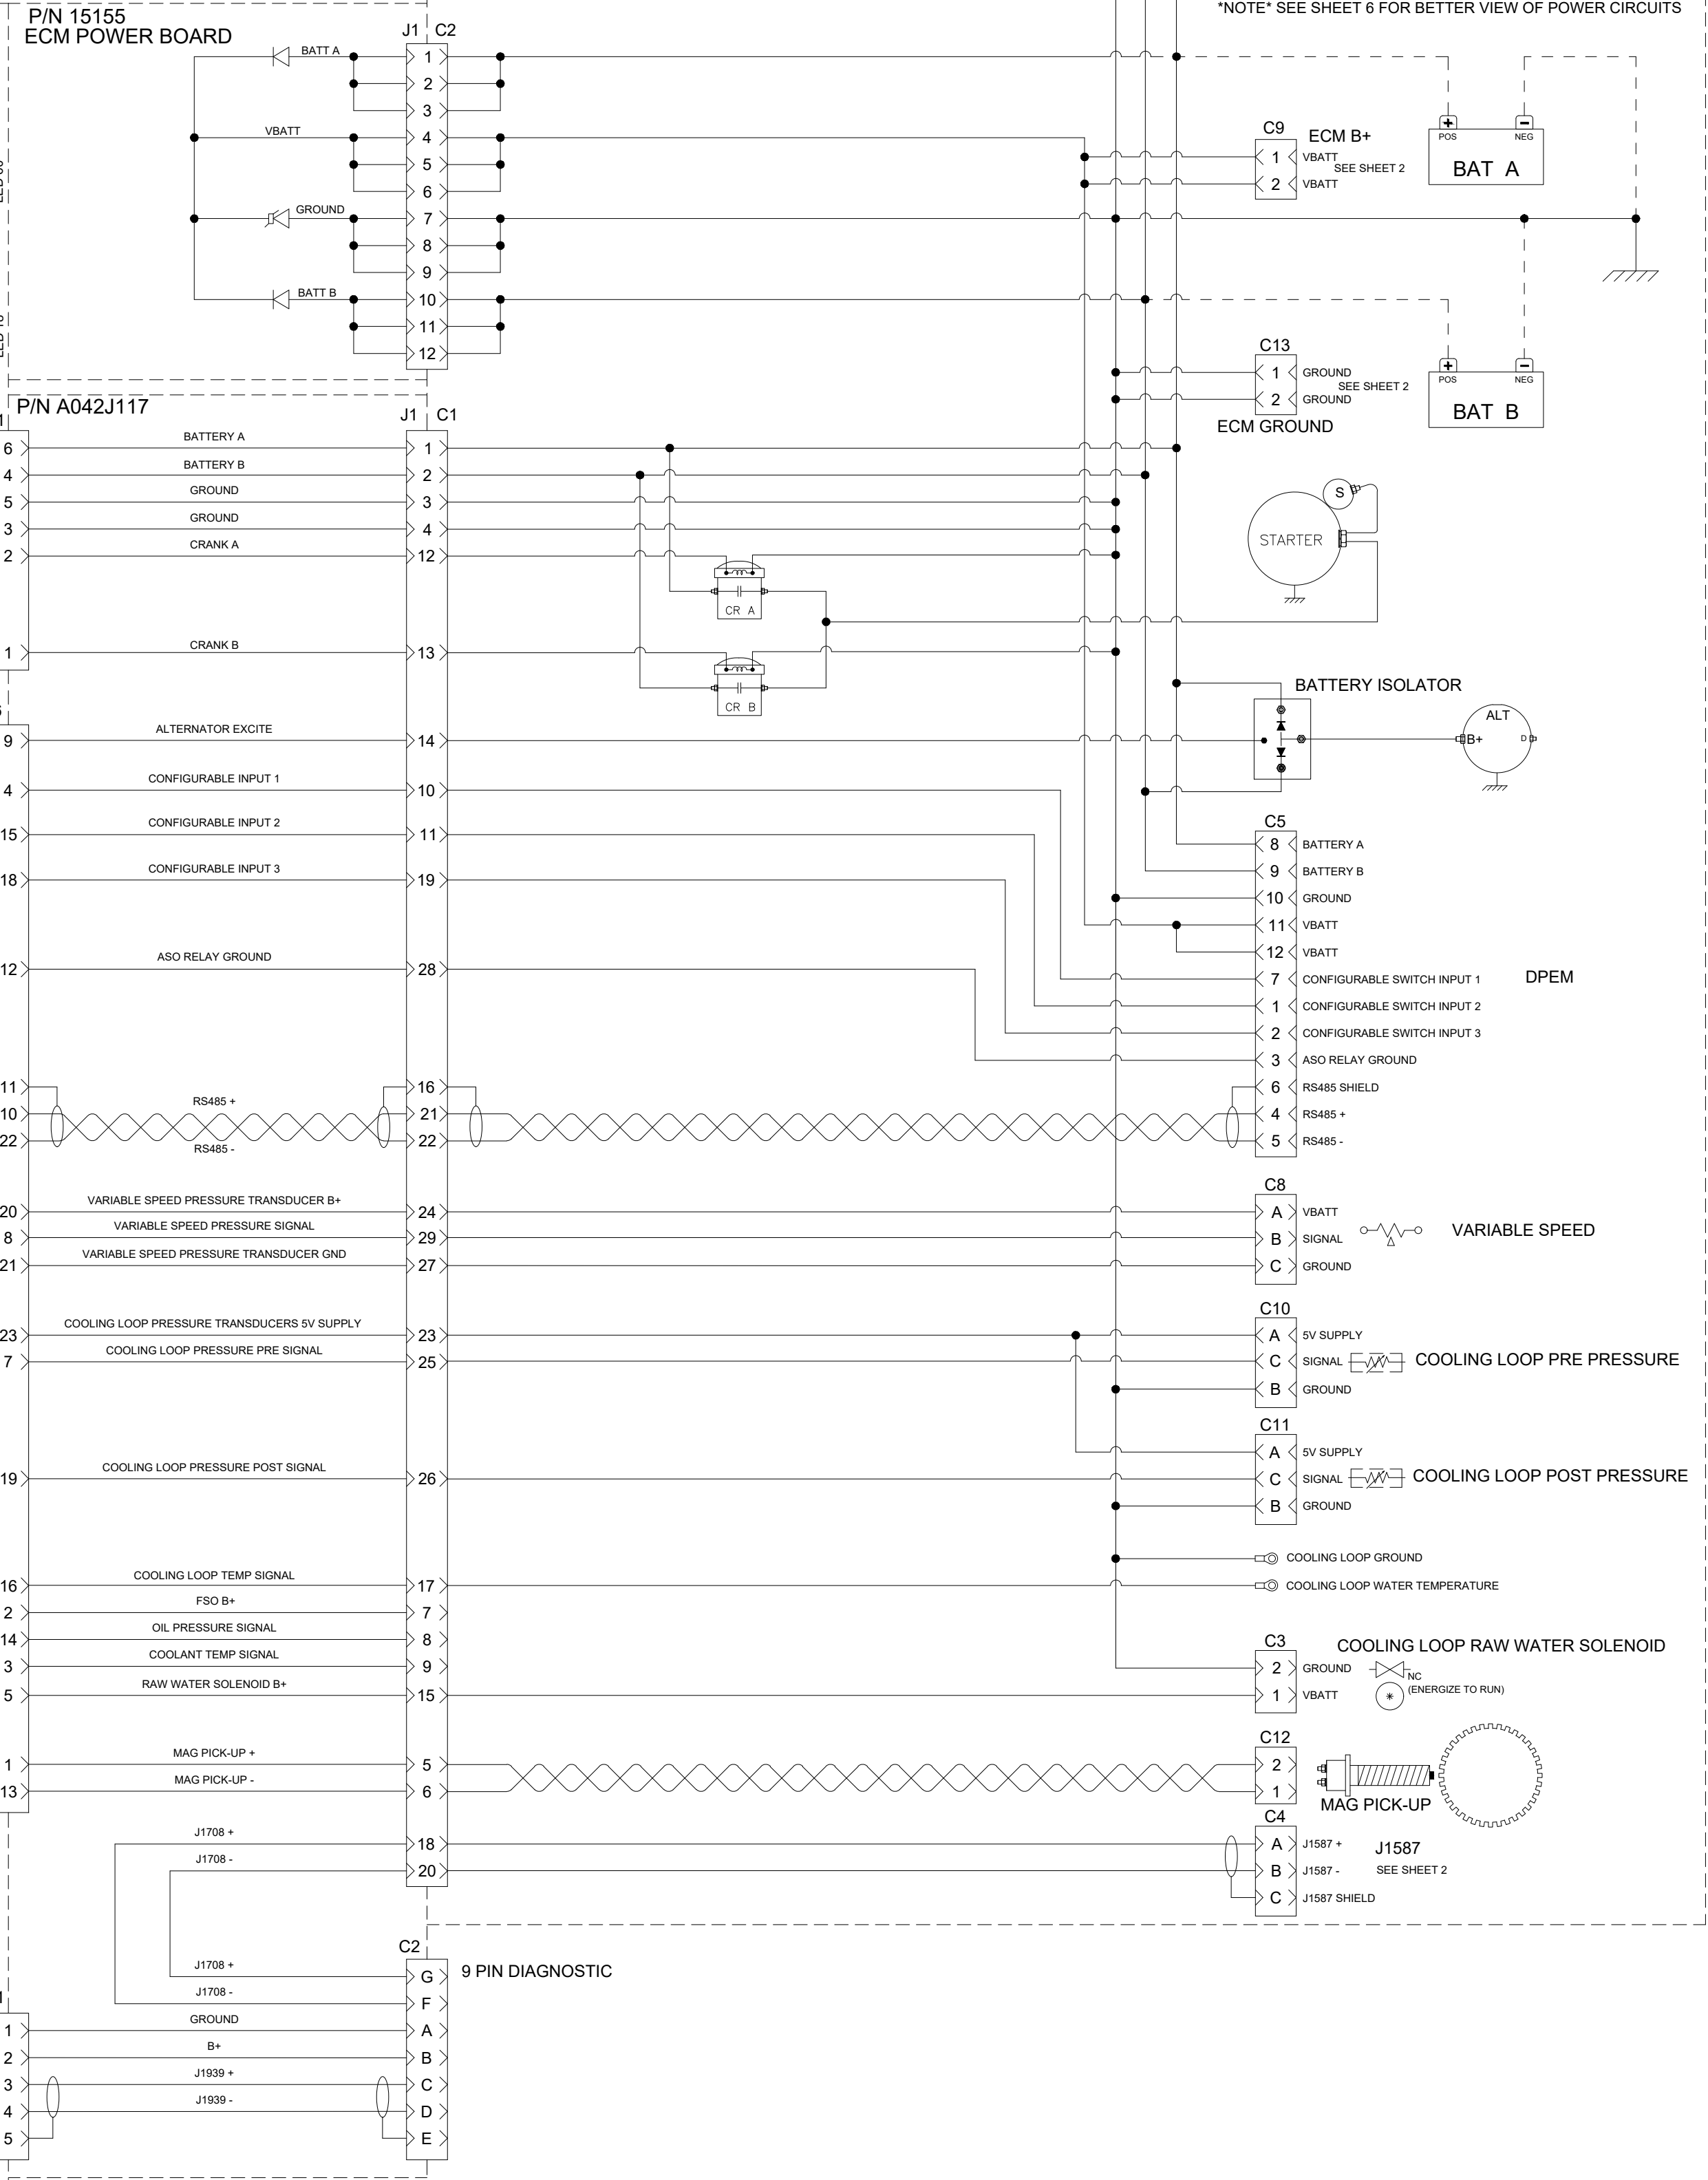 *NOTE* SEE SHEET 6 FOR BETTER VIEW OF POWER CIRCUITS
P/N 15155
ECM POWER BOARD
J1 C2
BATT A
1
2
3
VBATT
4
5
6
GROUND
7
8
9
BATT B
10
11
12
C9
ECM B+
1 VBATT
SEE SHEET 2
2 VBATT
POS NEG
BAT A
C13
1 GROUND
SEE SHEET 2
2 GROUND
ECM GROUND
POS NEG
BAT B
P/N A042J117
J1 C1
6 BATTERY A 1
4 BATTERY B 2
5 GROUND 3
3 GROUND 4
2 CRANK A 12
CR A
S
STARTER
1 CRANK B 13
CR B
BATTERY ISOLATOR
ALT
B+ D
9 ALTERNATOR EXCITE 14
4 CONFIGURABLE INPUT 1 10
15 CONFIGURABLE INPUT 2 11
18 CONFIGURABLE INPUT 3 19
12 ASO RELAY GROUND 28
C5
8 BATTERY A
9 BATTERY B
10 GROUND
11 VBATT
12 VBATT
7 CONFIGURABLE SWITCH INPUT 1
DPEM
1 CONFIGURABLE SWITCH INPUT 2
2 CONFIGURABLE SWITCH INPUT 3
3 ASO RELAY GROUND
11 16 6 RS485 SHIELD
10 RS485 + 21 4 RS485 +
22 RS485 - 22 5 RS485 -
C8
20 VARIABLE SPEED PRESSURE TRANSDUCER B+ 24 A VBATT
8 VARIABLE SPEED PRESSURE SIGNAL 29 B SIGNAL
VARIABLE SPEED
21 VARIABLE SPEED PRESSURE TRANSDUCER GND 27 C GROUND
C10
23 COOLING LOOP PRESSURE TRANSDUCERS 5V SUPPLY 23 A 5V SUPPLY
7 COOLING LOOP PRESSURE PRE SIGNAL 25 C SIGNAL
COOLING LOOP PRE PRESSURE
B GROUND
C11
A 5V SUPPLY
19 COOLING LOOP PRESSURE POST SIGNAL 26 C SIGNAL
COOLING LOOP POST PRESSURE
B GROUND
COOLING LOOP GROUND
16 COOLING LOOP TEMP SIGNAL 17 COOLING LOOP WATER TEMPERATURE
2 FSO B+ 7
14 OIL PRESSURE SIGNAL 8
3 COOLANT TEMP SIGNAL 9
5 RAW WATER SOLENOID B+ 15
C3
COOLING LOOP RAW WATER SOLENOID
2 GROUND
NC
(ENERGIZE TO RUN)
1 VBATT
C12
1 MAG PICK-UP + 5 2
13 MAG PICK-UP - 6 1
MAG PICK-UP
C4
J1708 + 18 A J1587 +
J1587
J1708 - 20 B J1587 -
SEE SHEET 2
C J1587 SHIELD
C2
9 PIN DIAGNOSTIC
J1708 + G
J1708 - F
1 GROUND A
2 B+ B
3 J1939 + C
4 J1939 - D
5 E